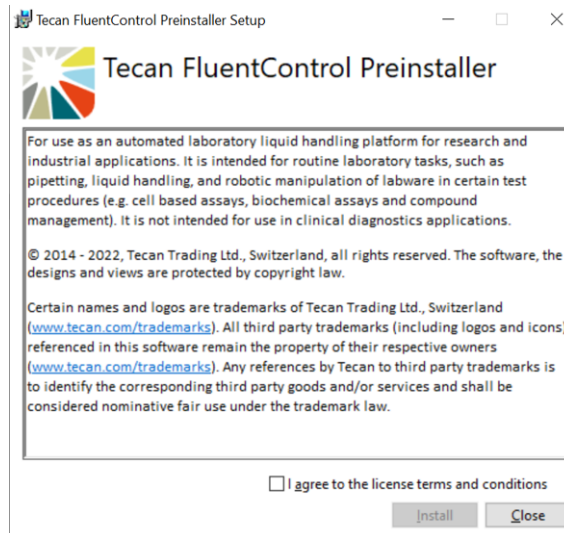 Tecan FluentControl Preinstaller Setup
Tecan FluentControl Preinstaller
For use as an automated laboratory liquid handling platform for research and
industrial applications. It is intended for routine laboratory tasks, such as
pipetting, liquid handling, and robotic manipulation of labware in certain test
procedures (e.g. cell based assays, biochemical assays and compound
management). It is not intended for use in clinical diagnostics applications.
© 2014 - 2022, Tecan Trading Ltd., Switzerland, all rights reserved. The software, the
designs and views are protected by copyright law.
Certain names and logos are trademarks of Tecan Trading Ltd., Switzerland
(www.tecan.com/trademarks). All third party trademarks (including logos and icons)
referenced in this software remain the property of their respective owners
(www.tecan.com/trademarks). Any references by Tecan to third party trademarks is
to identify the corresponding third party goods and/or services and shall be
considered nominative fair use under the trademark law.
I agree to the license terms and conditions
Install Close